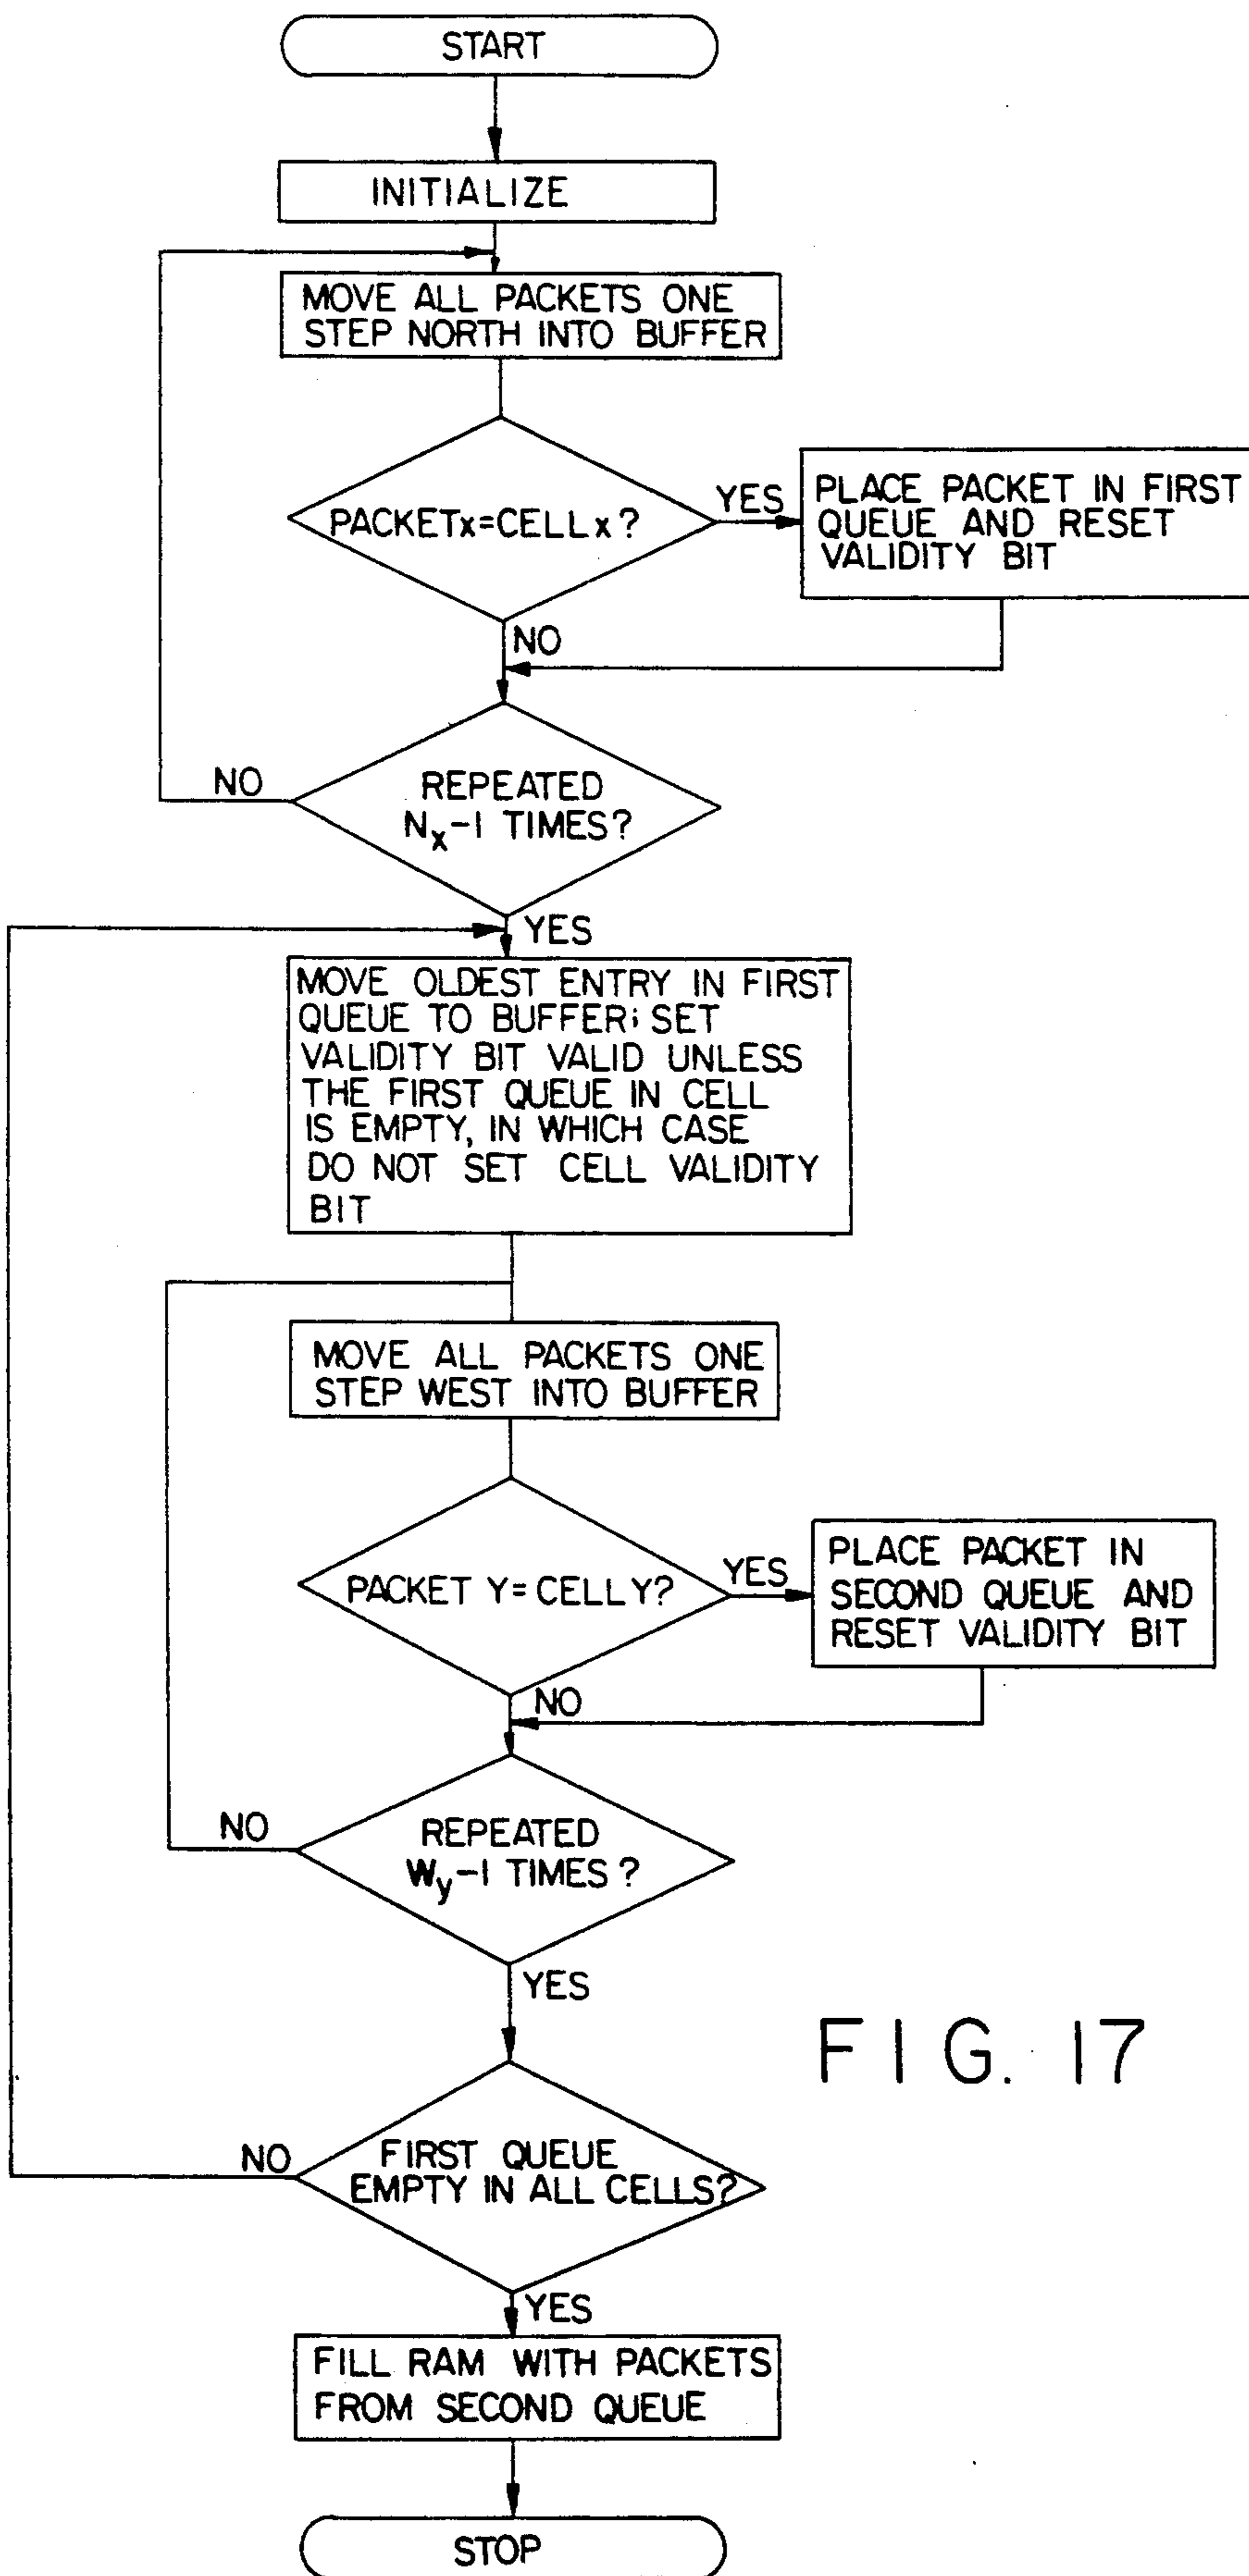 START
INITIALIZE
MOVE ALL PACKETS ONE
STEP NORTH INTO BUFFER
PACKETx=CELLx?
YES
PLACE PACKET IN FIRST
QUEUE AND RESET
VALIDITY BIT
NO
REPEATED
Nx-1 TIMES?
NO
YES
MOVE OLDEST ENTRY IN FIRST
QUEUE TO BUFFER; SET
VALIDITY BIT VALID UNLESS
THE FIRST QUEUE IN CELL
IS EMPTY, IN WHICH CASE
DO NOT SET CELL VALIDITY
BIT
MOVE ALL PACKETS ONE
STEP WEST INTO BUFFER
PACKET Y=CELLY?
YES
PLACE PACKET IN
SECOND QUEUE AND
RESET VALIDITY BIT
NO
REPEATED
Wy-1 TIMES?
NO
YES
FIRST QUEUE
EMPTY IN ALL CELLS?
NO
YES
FILL RAM WITH PACKETS
FROM SECOND QUEUE
STOP
FIG. 17